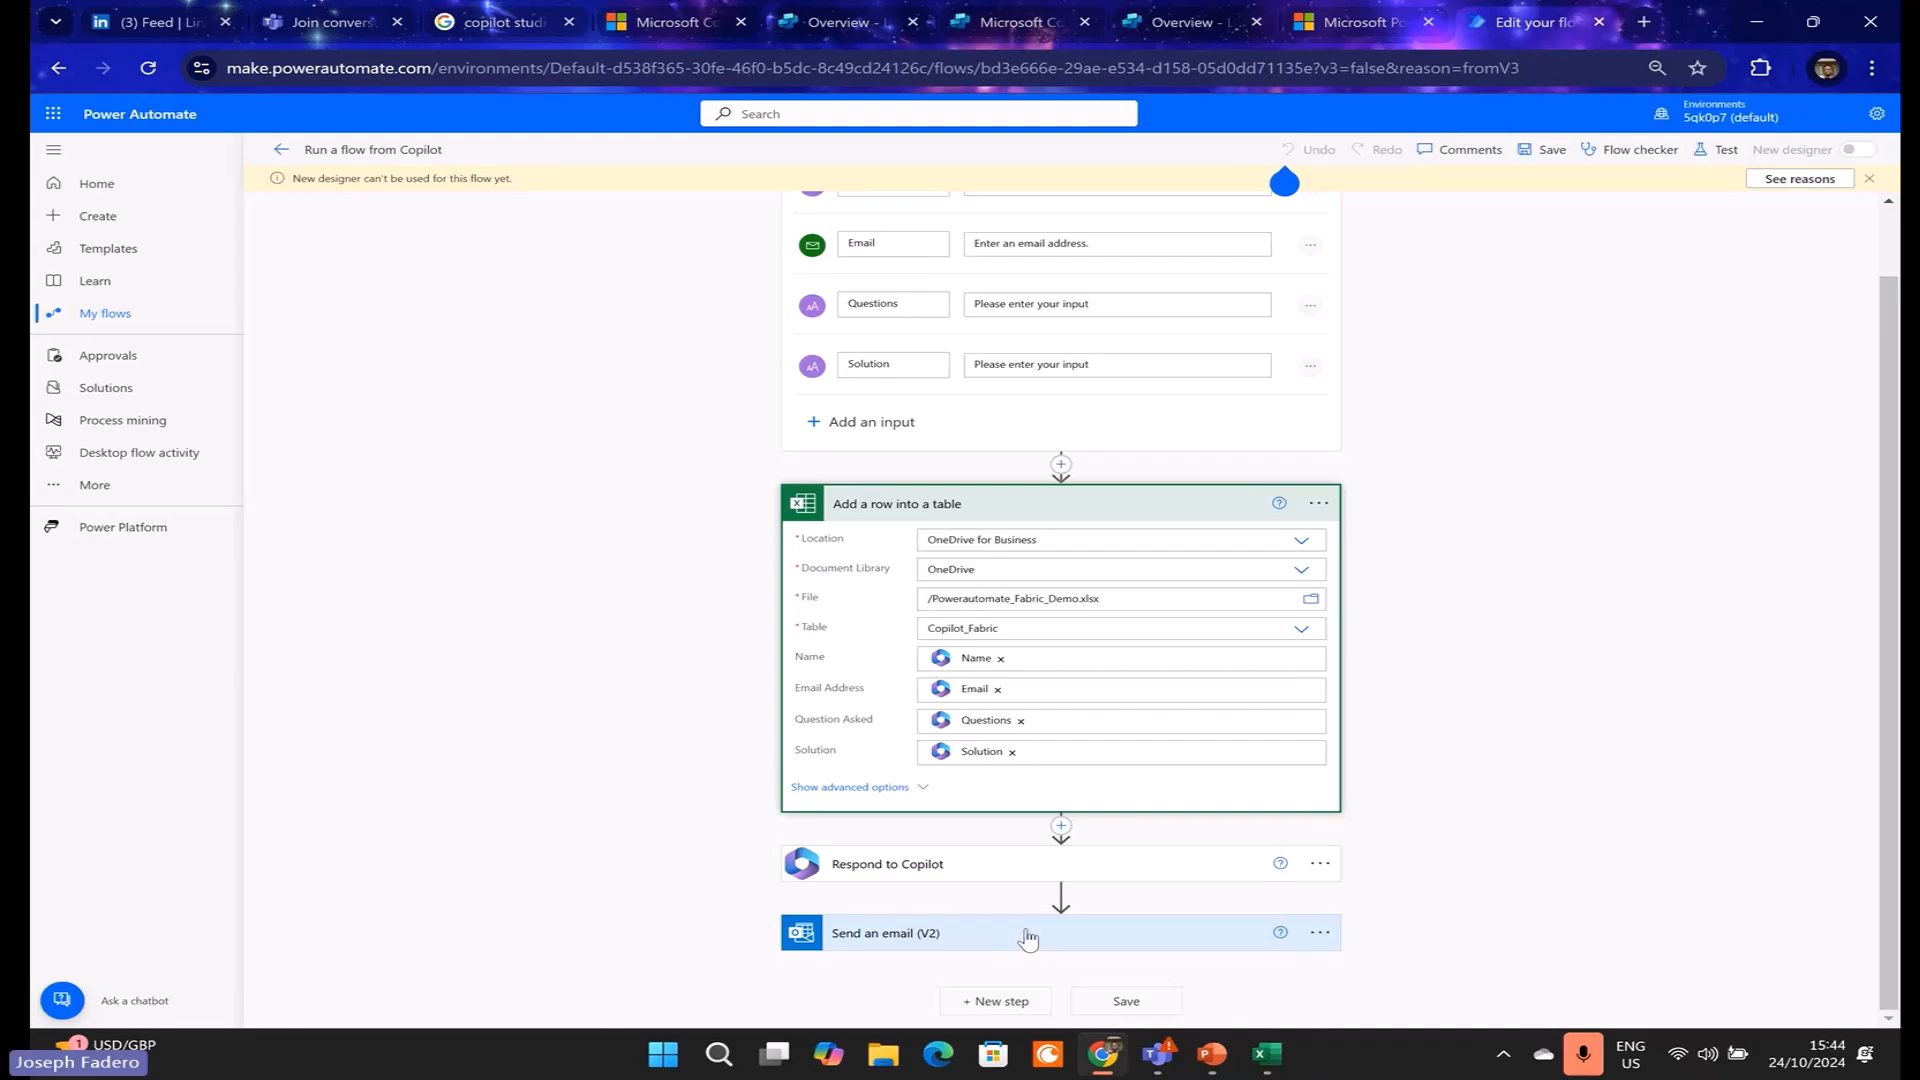 (3) Feed | Lin
Join convers
copilot studi
Microsoft Co
Overview - L
Microsoft Co
Overview - L
Microsoft Po
Edit your flo
make.powerautomate.com/environments/Default-d538f365-30fe-46f0-b5dc-8c49cd24126c/flows/bd3e666e-29ae-e534-d158-05d0dd71135e?v3=false&reason=fromV3
Power Automate
Search
Environments
5qk0p7 (default)
Run a flow from Copilot
Undo
Redo
Comments
Save
Flow checker
Test
New designer
New designer can't be used for this flow yet.
See reasons
Home
Create
Templates
Learn
My flows
Approvals
Solutions
Process mining
Desktop flow activity
More
Power Platform
Ask a chatbot
Email
Enter an email address.
Questions
Please enter your input
Solution
Please enter your input
+ Add an input
Add a row into a table
* Location
OneDrive for Business
* Document Library
OneDrive
* File
/Powerautomate_Fabric_Demo.xlsx
* Table
Copilot_Fabric
Name
Name ×
Email Address
Email ×
Question Asked
Questions ×
Solution
Solution ×
Show advanced options
Respond to Copilot
Send an email (V2)
+ New step
Save
1
USD/GBP
Joseph Fadero
ENG
US
15:44
24/10/2024